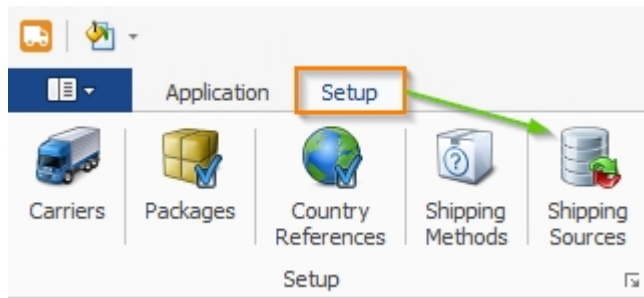 Application Setup
Carriers Packages Country References Shipping Methods Shipping Sources
Setup